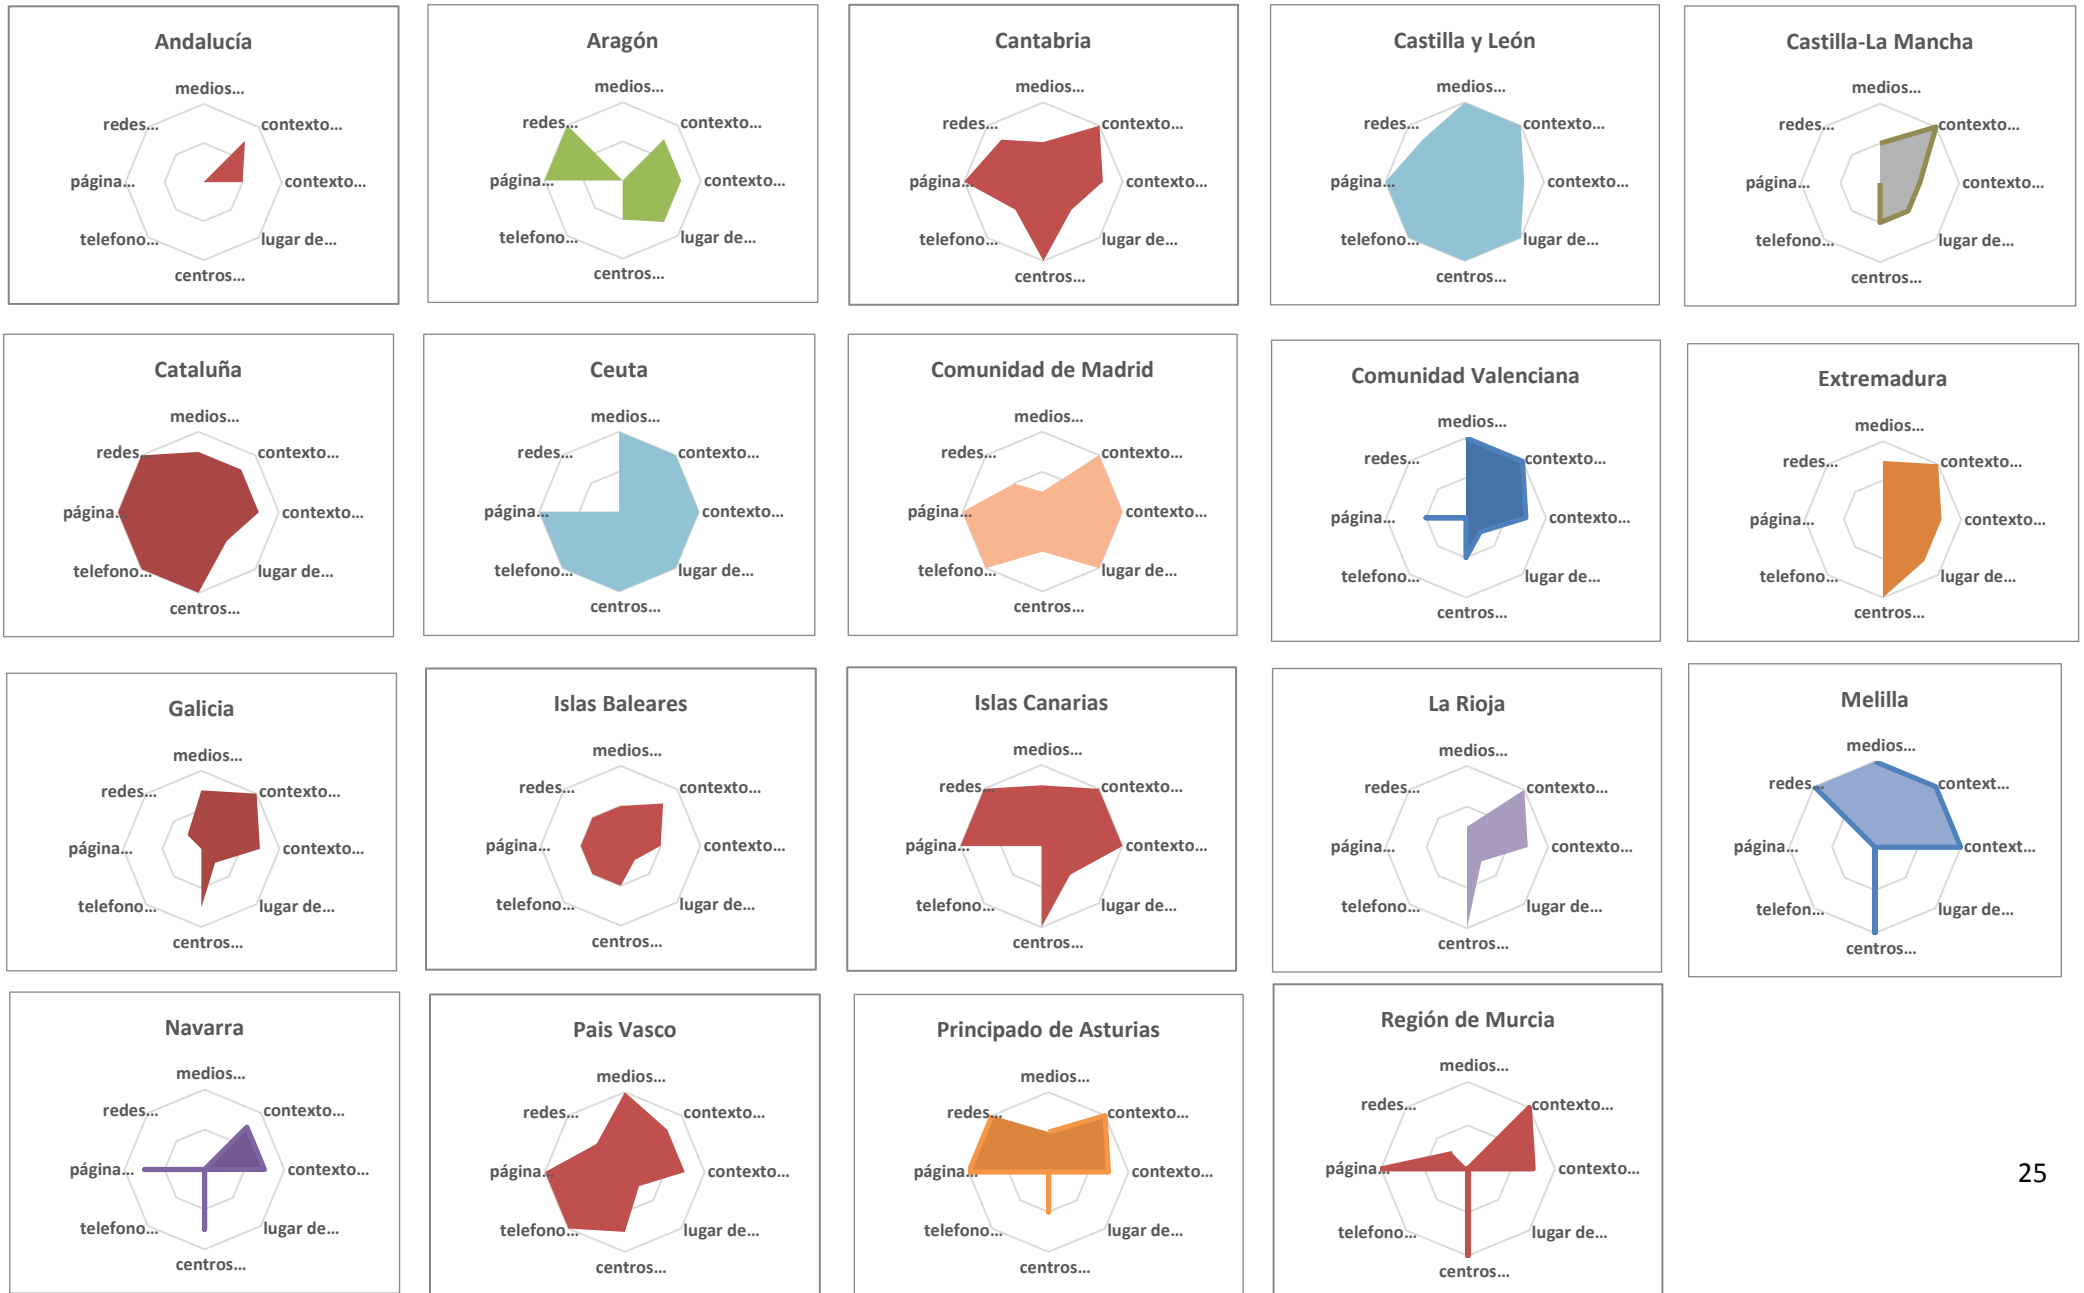 Andalucía
medios...
redes...
contexto...
página...
contexto...
telefono...
lugar de...
centros...
Aragón
medios...
redes...
contexto...
página...
contexto...
telefono...
lugar de...
centros...
Cantabria
medios...
redes...
contexto...
página...
contexto...
telefono...
lugar de...
centros...
Castilla y León
medios...
redes...
contexto...
página...
contexto...
telefono...
lugar de...
centros...
Castilla-La Mancha
medios...
redes...
contexto...
página...
contexto...
telefono...
lugar de...
centros...
Cataluña
medios...
redes...
contexto...
página...
contexto...
telefono...
lugar de...
centros...
Ceuta
medios...
redes...
contexto...
página...
contexto...
telefono...
lugar de...
centros...
Comunidad de Madrid
medios...
redes...
contexto...
página...
contexto...
telefono...
lugar de...
centros...
Comunidad Valenciana
medios...
redes...
contexto...
página...
contexto...
telefono...
lugar de...
centros...
Extremadura
medios...
redes...
contexto...
página...
contexto...
telefono...
lugar de...
centros...
Galicia
medios...
redes...
contexto...
página...
contexto...
telefono...
lugar de...
centros...
Islas Baleares
medios...
redes...
contexto...
página...
contexto...
telefono...
lugar de...
centros...
Islas Canarias
medios...
redes...
contexto...
página...
contexto...
telefono...
lugar de...
centros...
La Rioja
medios...
redes...
contexto...
página...
contexto...
telefono...
lugar de...
centros...
Melilla
medios...
redes...
context...
página...
context...
telefon...
lugar de...
centros...
Navarra
medios...
redes...
contexto...
página...
contexto...
telefono...
lugar de...
centros...
Pais Vasco
medios...
redes...
contexto...
página...
contexto...
telefono...
lugar de...
centros...
Principado de Asturias
medios...
redes...
contexto...
página...
contexto...
telefono...
lugar de...
centros...
Región de Murcia
medios...
redes...
contexto...
página...
contexto...
telefono...
lugar de...
centros...
25